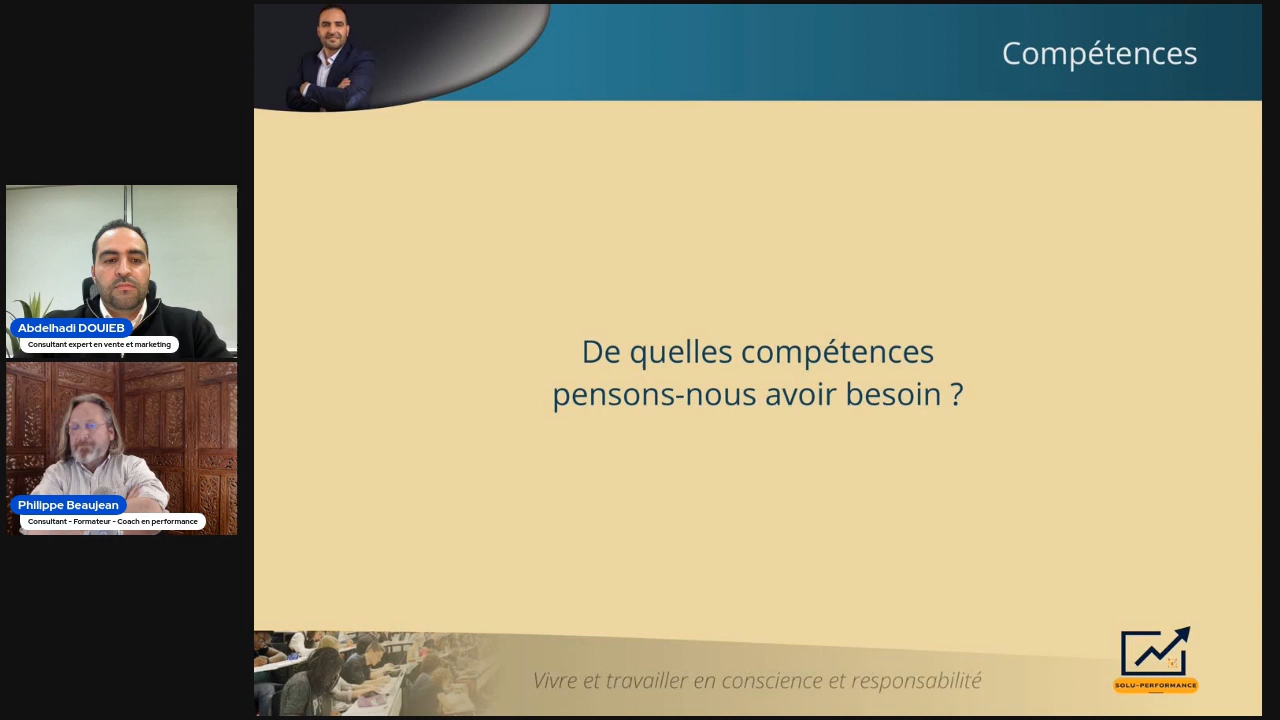 Compétences
Abdelhadi DOUIEB
Consultant expert en vente et marketing
Philippe Beaujean
Consultant - Formateur - Coach en performance
De quelles compétences
pensons-nous avoir besoin ?
Vivre et travailler en conscience et responsabilité
SOLU-PERFORMANCE